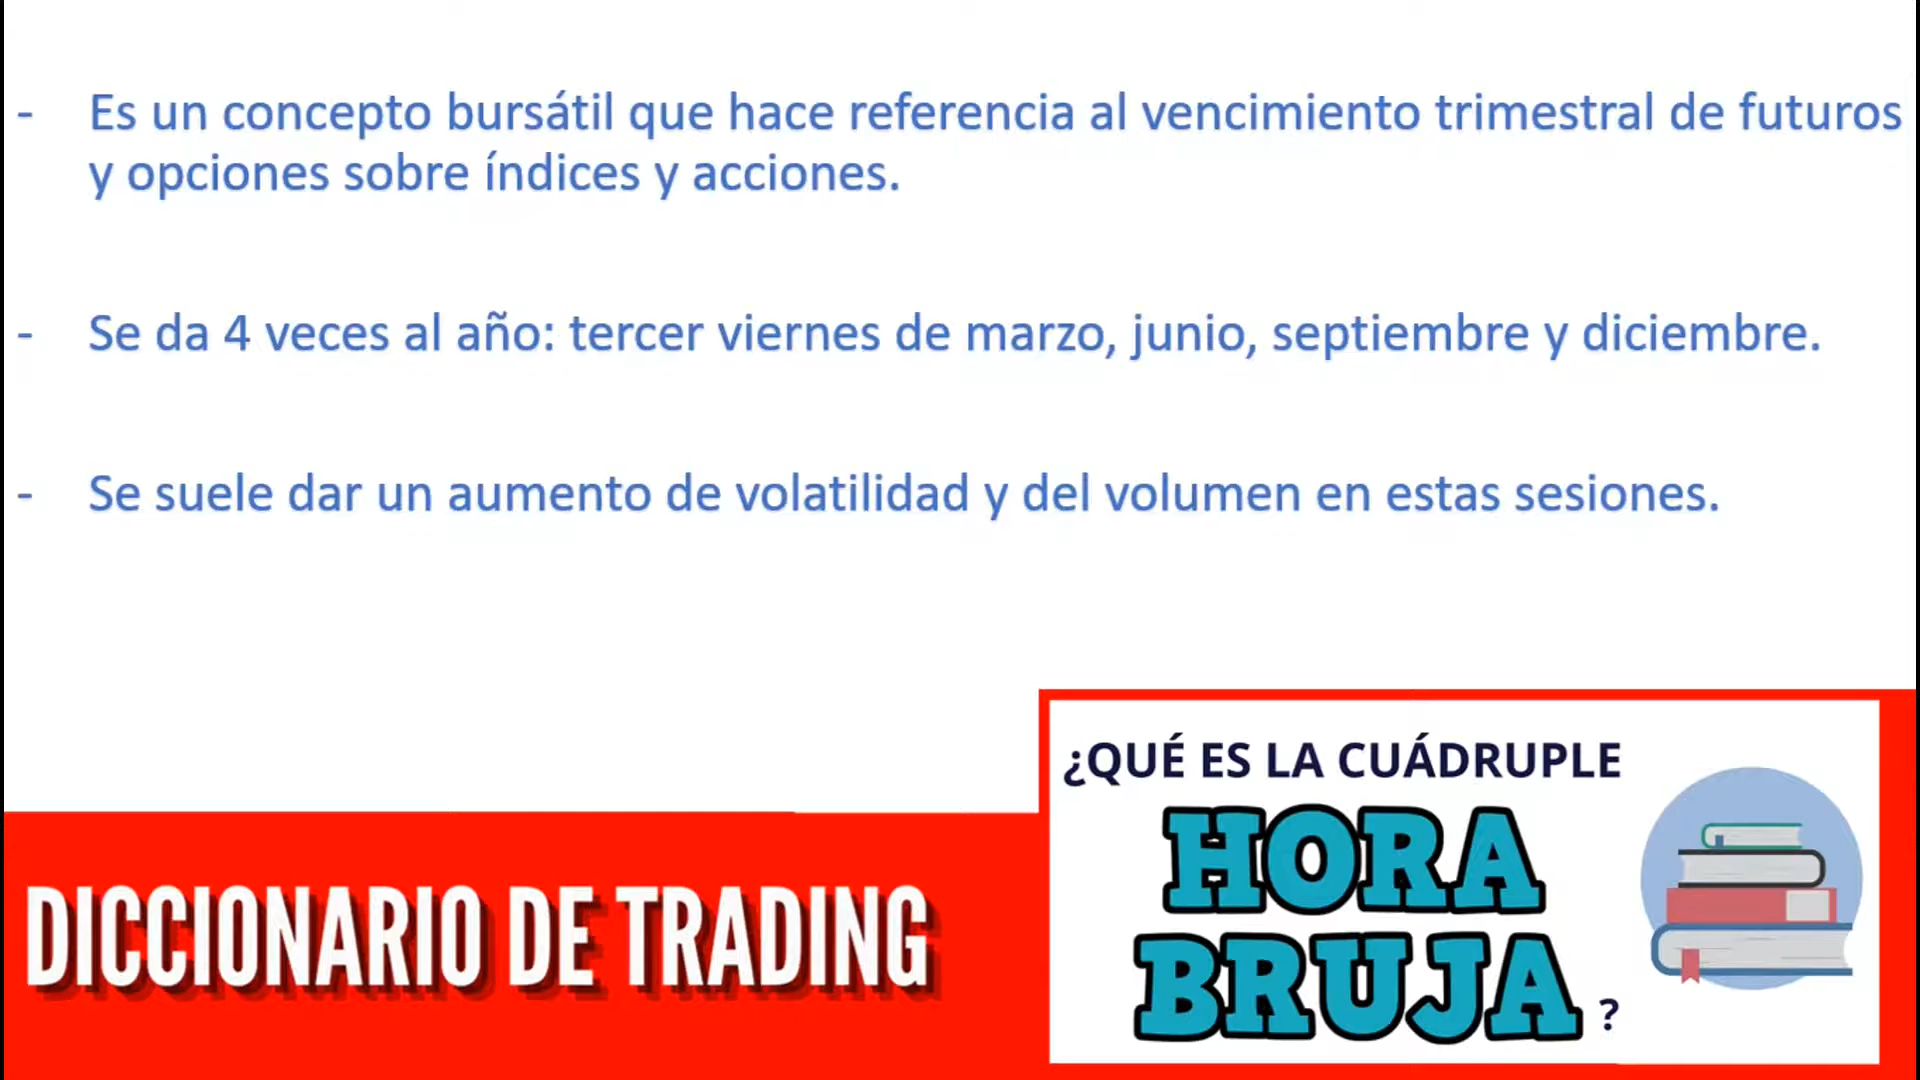 - Es un concepto bursátil que hace referencia al vencimiento trimestral de futuros
y opciones sobre índices y acciones.
- Se da 4 veces al año: tercer viernes de marzo, junio, septiembre y diciembre.
- Se suele dar un aumento de volatilidad y del volumen en estas sesiones.
DICCIONARIO DE TRADING
¿QUÉ ES LA CUÁDRUPLE
HORA
BRUJA ?